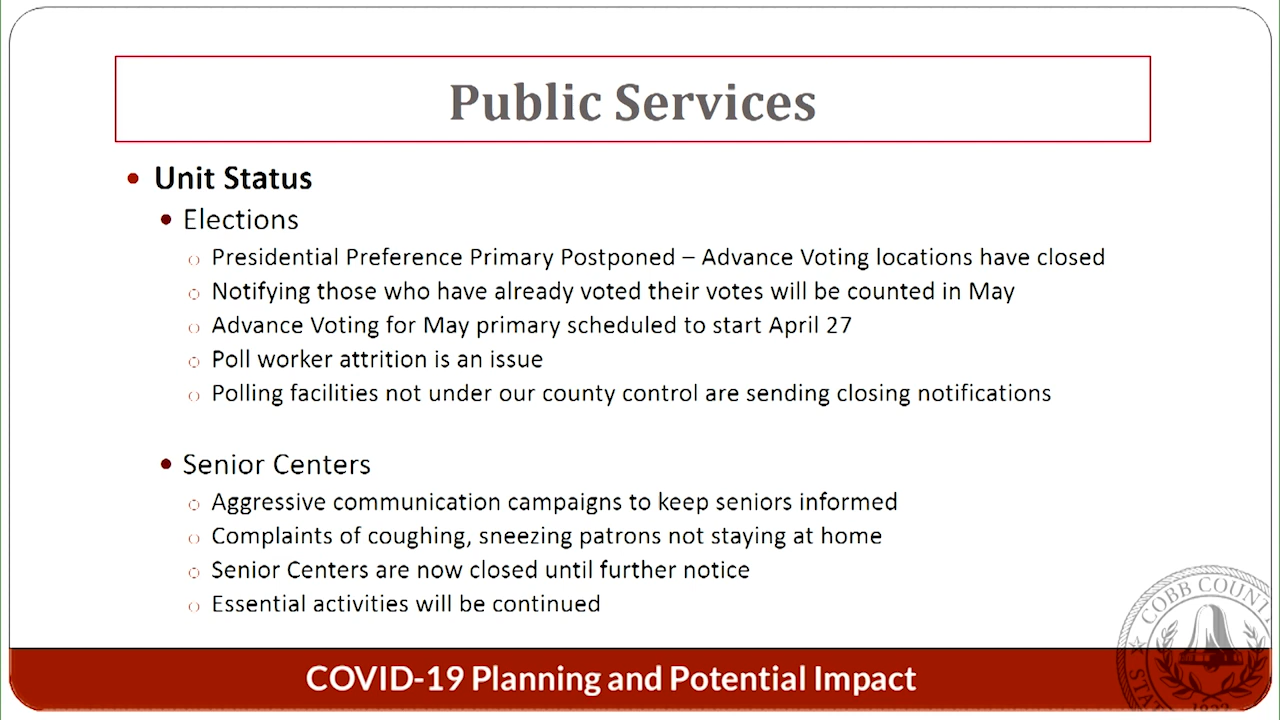 Public Services
Unit Status
Elections
Presidential Preference Primary Postponed – Advance Voting locations have closed
Notifying those who have already voted their votes will be counted in May
Advance Voting for May primary scheduled to start April 27
Poll worker attrition is an issue
Polling facilities not under our county control are sending closing notifications
Senior Centers
Aggressive communication campaigns to keep seniors informed
Complaints of coughing, sneezing patrons not staying at home
Senior Centers are now closed until further notice
Essential activities will be continued
COBB COUNT
STAT
COVID-19 Planning and Potential Impact